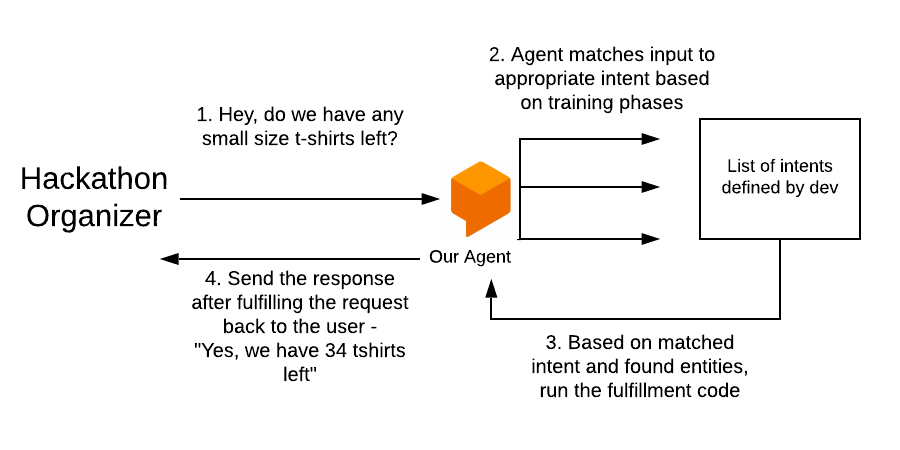 2. Agent matches input to
appropriate intent based
on training phases
1. Hey, do we have any
small size t-shirts left?
List of intents
defined by dev
Hackathon
Organizer
Our Agent
4. Send the response
after fulfilling the request
back to the user -
"Yes, we have 34 tshirts
left"
3. Based on matched
intent and found entities,
run the fulfillment code